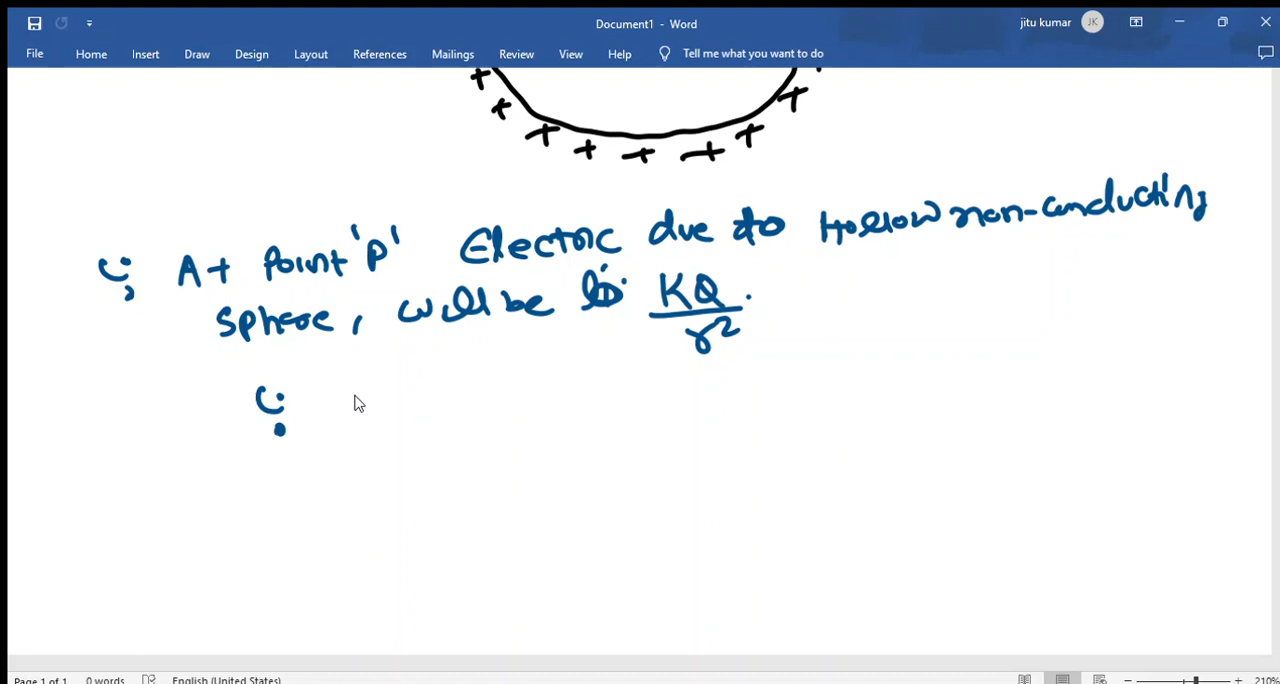 Document1 - Word
jitu kumar JK
File Home Insert Draw Design Layout References Mailings Review View Help Tell me what you want to do
+ + + + + + + +
At Point 'P' Electric due to Hollow non-conducting
sphere, will be KQ/r²
Page 1 of 1 0 words English (United States) 210%